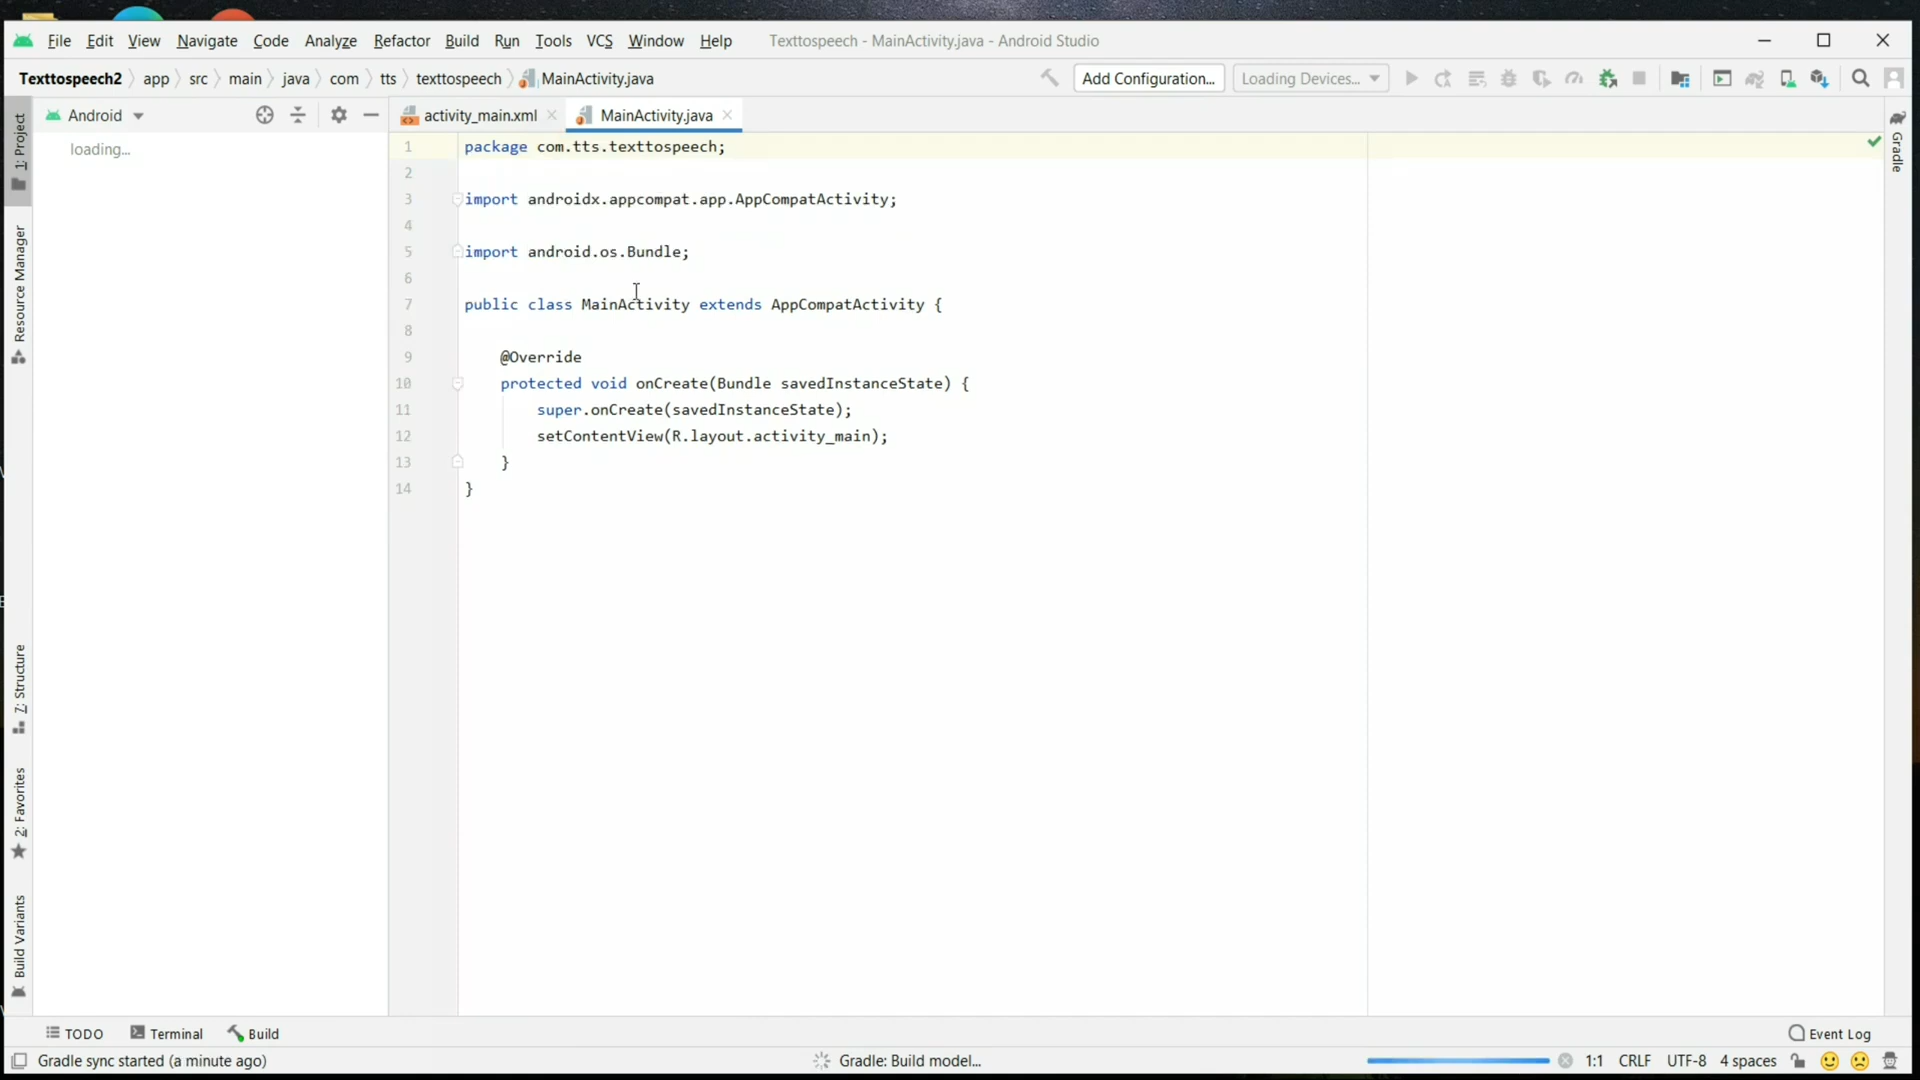 File Edit View Navigate Code Analyze Refactor Build Run Tools VCS Window Help Texttospeech - MainActivity.java - Android Studio
Texttospeech2 app src main java com tts texttospeech MainActivity.java Add Configuration... Loading Devices...
1: Project
Resource Manager
7: Structure
2: Favorites
Build Variants
Android
loading...
activity_main.xml MainActivity.java
1 package com.tts.texttospeech;
2
3 import androidx.appcompat.app.AppCompatActivity;
4
5 import android.os.Bundle;
6
7 public class MainActivity extends AppCompatActivity {
8
9 @Override
10 protected void onCreate(Bundle savedInstanceState) {
11 super.onCreate(savedInstanceState);
12 setContentView(R.layout.activity_main);
13 }
14 }
Gradle
TODO Terminal Build Event Log
Gradle sync started (a minute ago) Gradle: Build model... 1:1 CRLF UTF-8 4 spaces